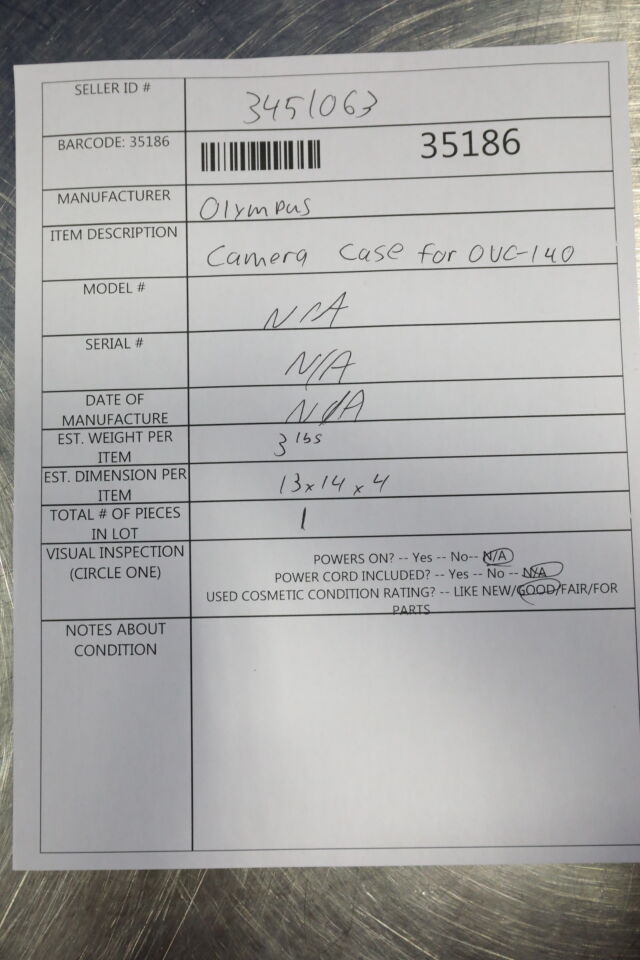 SELLER ID #
3451063
BARCODE: 35186
35186
MANUFACTURER
Olympus
ITEM DESCRIPTION
Camera Case for OVC-140
MODEL #
N/A
SERIAL #
N/A
DATE OF
MANUFACTURE
N/A
EST. WEIGHT PER
ITEM
3 lbs
EST. DIMENSION PER
ITEM
13x14x4
TOTAL # OF PIECES
IN LOT
1
VISUAL INSPECTION
(CIRCLE ONE)
POWERS ON? -- Yes -- No-- N/A
POWER CORD INCLUDED? -- Yes -- No -- N/A
USED COSMETIC CONDITION RATING? -- LIKE NEW/GOOD/FAIR/FOR
PARTS
NOTES ABOUT
CONDITION